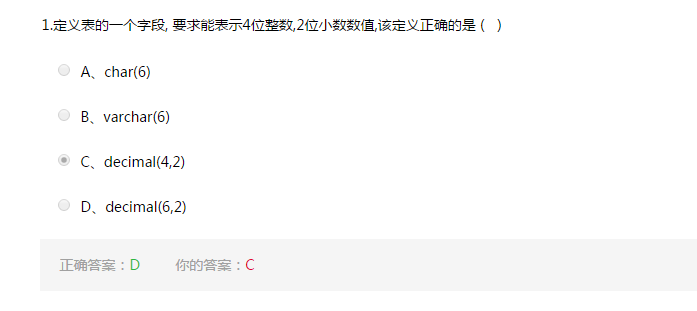 1.定义表的一个字段, 要求能表示4位整数,2位小数数值,该定义正确的是 (   )
A、char(6)
B、varchar(6)
C、decimal(4,2)
D、decimal(6,2)
正确答案：D 你的答案：C